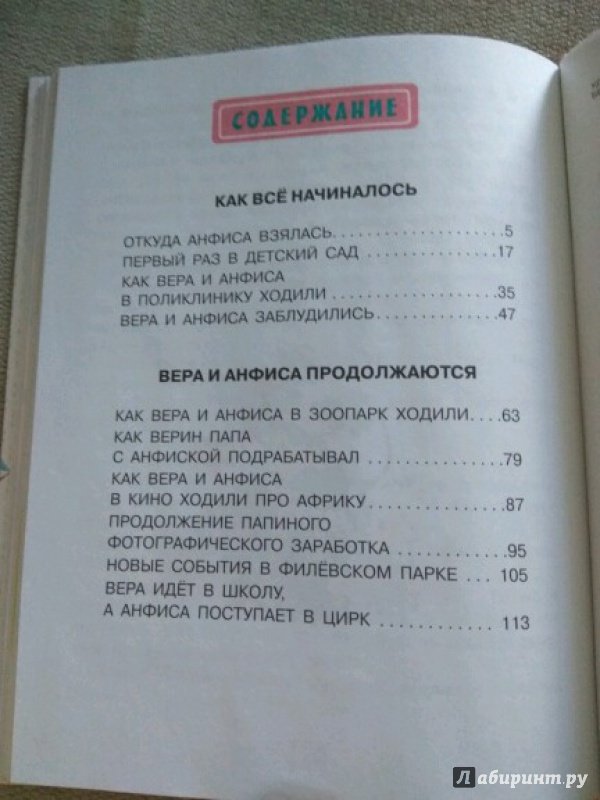 СОДЕРЖАНИЕ
КАК ВСЁ НАЧИНАЛОСЬ
ОТКУДА АНФИСА ВЗЯЛАСЬ. . . . . . . . . . . . . . . . . 5
ПЕРВЫЙ РАЗ В ДЕТСКИЙ САД . . . . . . . . . . . . . 17
КАК ВЕРА И АНФИСА
В ПОЛИКЛИНИКУ ХОДИЛИ . . . . . . . . . . . . . . . . 35
ВЕРА И АНФИСА ЗАБЛУДИЛИСЬ. . . . . . . . . . . . 47
ВЕРА И АНФИСА ПРОДОЛЖАЮТСЯ
КАК ВЕРА И АНФИСА В ЗООПАРК ХОДИЛИ. . . .63
КАК ВЕРИН ПАПА
С АНФИСКОЙ ПОДРАБАТЫВАЛ . . . . . . . . . . . . . 79
КАК ВЕРА И АНФИСА
В КИНО ХОДИЛИ ПРО АФРИКУ. . . . . . . . . . . . . 87
ПРОДОЛЖЕНИЕ ПАПИНОГО
ФОТОГРАФИЧЕСКОГО ЗАРАБОТКА . . . . . . . . . . 95
НОВЫЕ СОБЫТИЯ В ФИЛЁВСКОМ ПАРКЕ . . . 105
ВЕРА ИДЁТ В ШКОЛУ,
А АНФИСА ПОСТУПАЕТ В ЦИРК . . . . . . . . . . . . 113
Лабиринт.ру